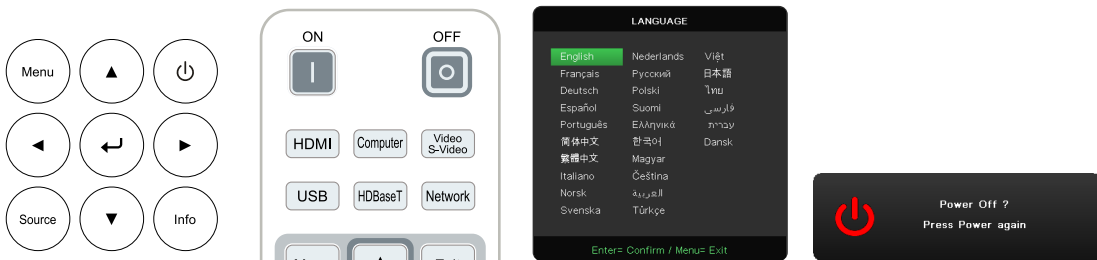 Menu
Source
Info
ON
OFF
HDMI
Computer
Video
S-Video
USB
HDBaseT
Network
LANGUAGE
English Nederlands Việt
Français Русский 日本語
Deutsch Polski ไทย
Español Suomi فارسی
Português Ελληνικά עברית
简体中文 한국어 Dansk
繁體中文 Magyar
Italiano Čeština
Norsk العربية
Svenska Türkçe
Enter= Confirm / Menu= Exit
Power Off ?
Press Power again